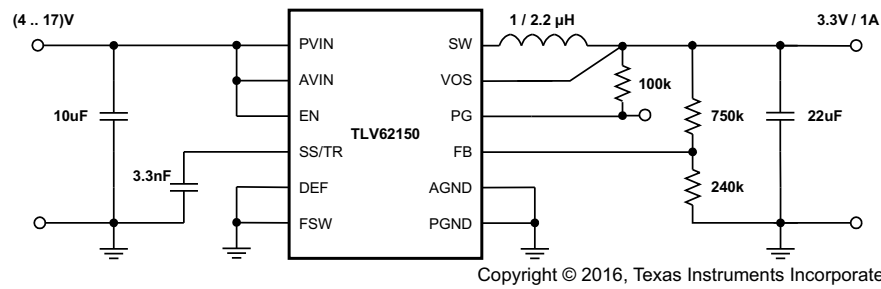 (4 .. 17)V
1 / 2.2 µH
3.3V / 1A
PVIN
SW
AVIN
VOS
100k
10uF
EN
PG
750k
22uF
TLV62150
SS/TR
FB
3.3nF
DEF
AGND
240k
FSW
PGND
Copyright © 2016, Texas Instruments Incorporate